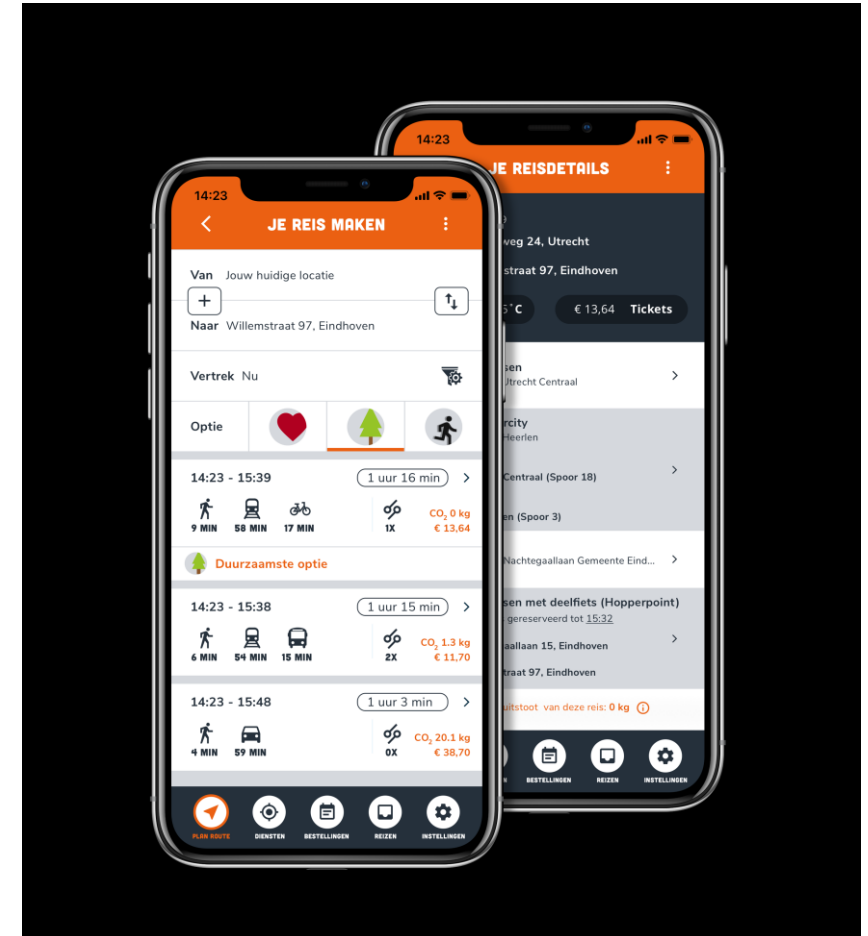 14:23
JE REIS MAKEN
Van Jouw huidige locatie
Naar Willemstraat 97, Eindhoven
Vertrek Nu
Optie
14:23 - 15:39 1 uur 16 min
9 MIN 58 MIN 17 MIN 1X
CO₂ 0 kg
€ 13,64
Duurzaamste optie
14:23 - 15:38 1 uur 15 min
6 MIN 54 MIN 15 MIN 2X
CO₂ 1.3 kg
€ 11,70
14:23 - 15:48 1 uur 3 min
4 MIN 59 MIN 0X
CO₂ 20.1 kg
€ 38,70
PLAN ROUTE DIENSTEN BESTELLINGEN REIZEN INSTELLINGEN
14:23
JE REISDETAILS
weg 24, Utrecht
straat 97, Eindhoven
°C € 13,64 Tickets
Utrecht Centraal
Heerlen
Centraal (Spoor 18)
(Spoor 3)
Nachtegaallaan Gemeente Eind...
met deelfiets (Hopperpoint)
gereserveerd tot 15:32
aallaan 15, Eindhoven
straat 97, Eindhoven
uitstoot van deze reis: 0 kg
BESTELLINGEN REIZEN INSTELLINGEN